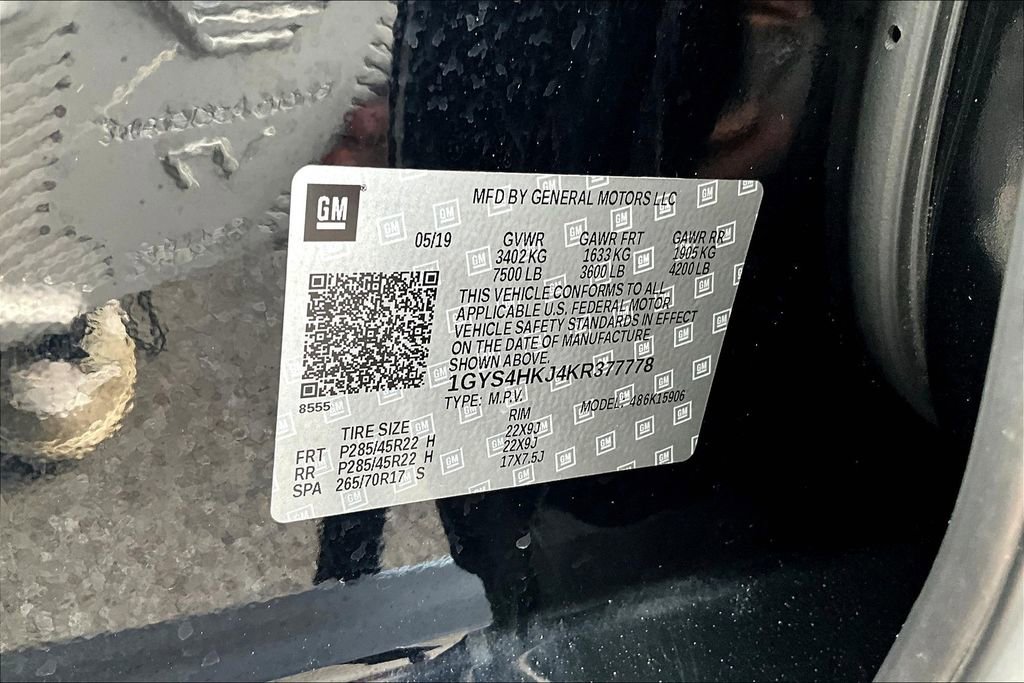 GM
MFD BY GENERAL MOTORS LLC
05/19 GVWR GAWR FRT GAWR RR
3402 KG 1633 KG 1905 KG
7500 LB 3600 LB 4200 LB
THIS VEHICLE CONFORMS TO ALL
APPLICABLE U.S. FEDERAL MOTOR
VEHICLE SAFETY STANDARDS IN EFFECT
ON THE DATE OF MANUFACTURE
SHOWN ABOVE.
1GYS4HKJ4KR377778
8555 TYPE: M.P.V. MODEL: 486K15906
TIRE SIZE RIM
FRT P285/45R22 H 22X9J
RR P285/45R22 H 22X9J
SPA 265/70R17 S 17X7.5J